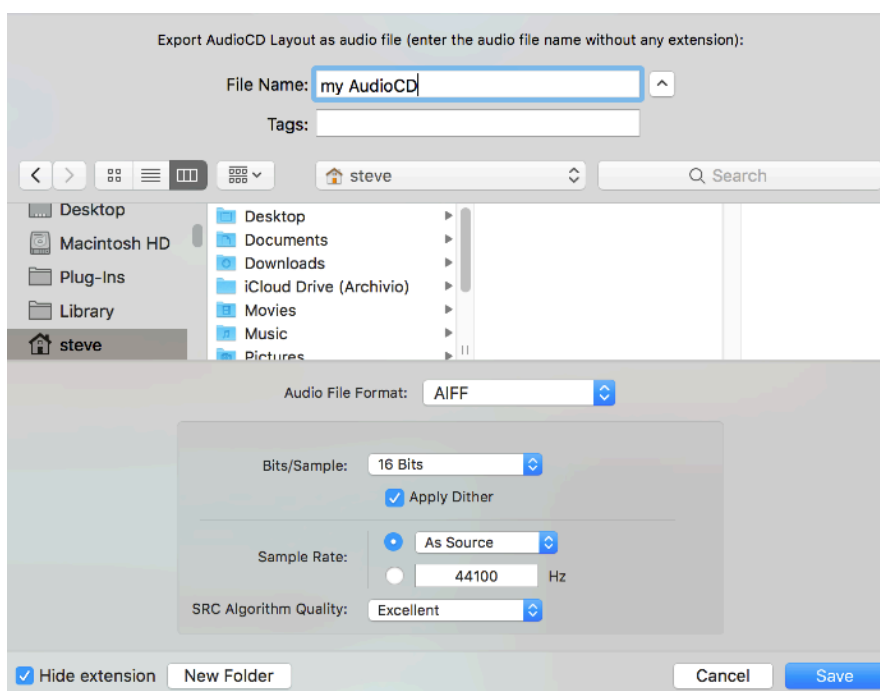 Export AudioCD Layout as audio file (enter the audio file name without any extension):
File Name: my AudioCD
Tags:
steve
Search
Desktop
Macintosh HD
Plug-Ins
Library
steve
Desktop
Documents
Downloads
iCloud Drive (Archivio)
Movies
Music
Pictures
Audio File Format: AIFF
Bits/Sample: 16 Bits
Apply Dither
Sample Rate: As Source
44100 Hz
SRC Algorithm Quality: Excellent
Hide extension New Folder Cancel Save